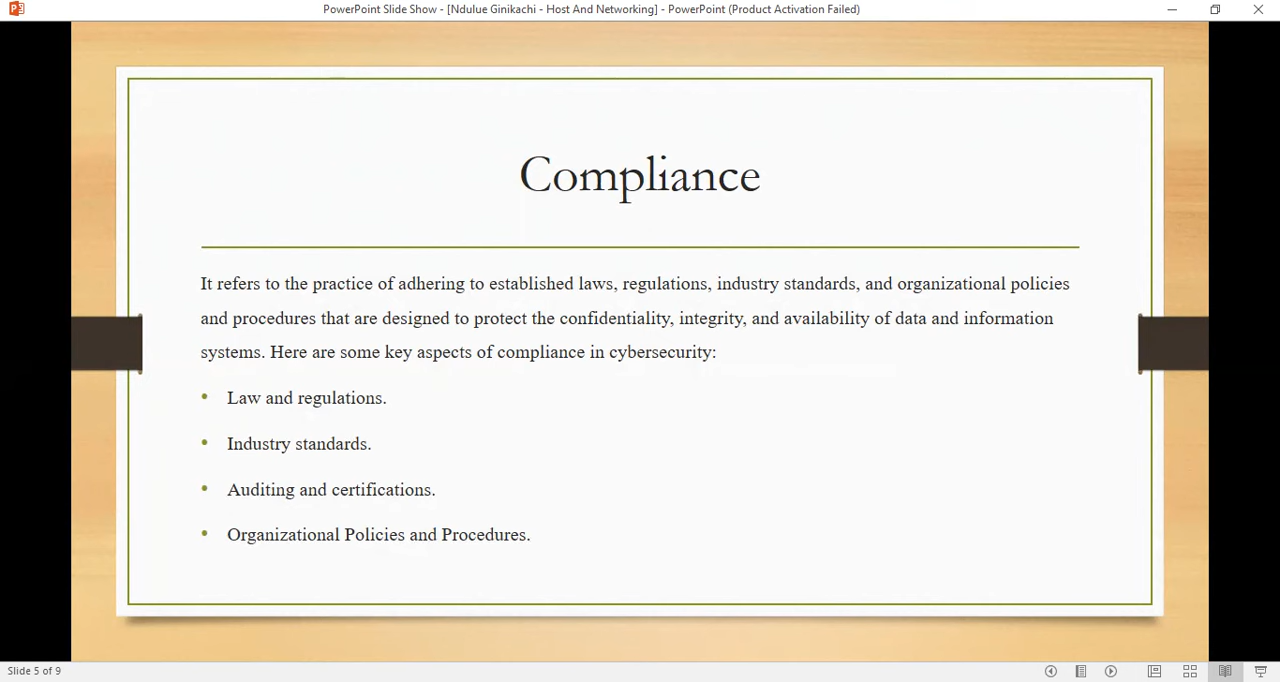 PowerPoint Slide Show - [Ndulue Ginikachi - Host And Networking] - PowerPoint (Product Activation Failed)
Compliance
It refers to the practice of adhering to established laws, regulations, industry standards, and organizational policies
and procedures that are designed to protect the confidentiality, integrity, and availability of data and information
systems. Here are some key aspects of compliance in cybersecurity:
• Law and regulations.
• Industry standards.
• Auditing and certifications.
• Organizational Policies and Procedures.
Slide 5 of 9